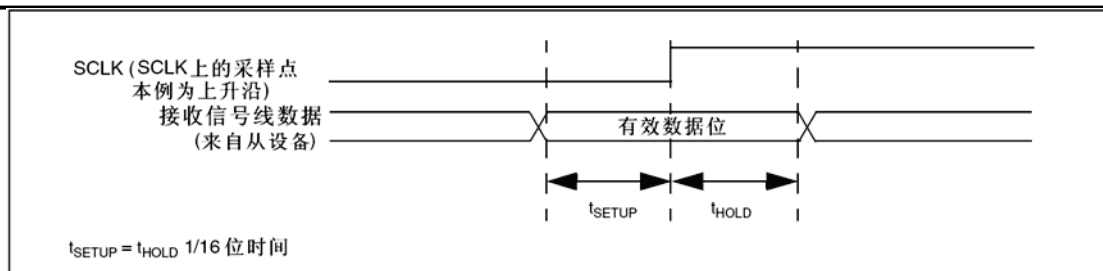 SCLK (SCLK上的采样点
本例为上升沿)
接收信号线数据
(来自从设备)
有效数据位
tSETUP
tHOLD
tSETUP = tHOLD 1/16 位时间